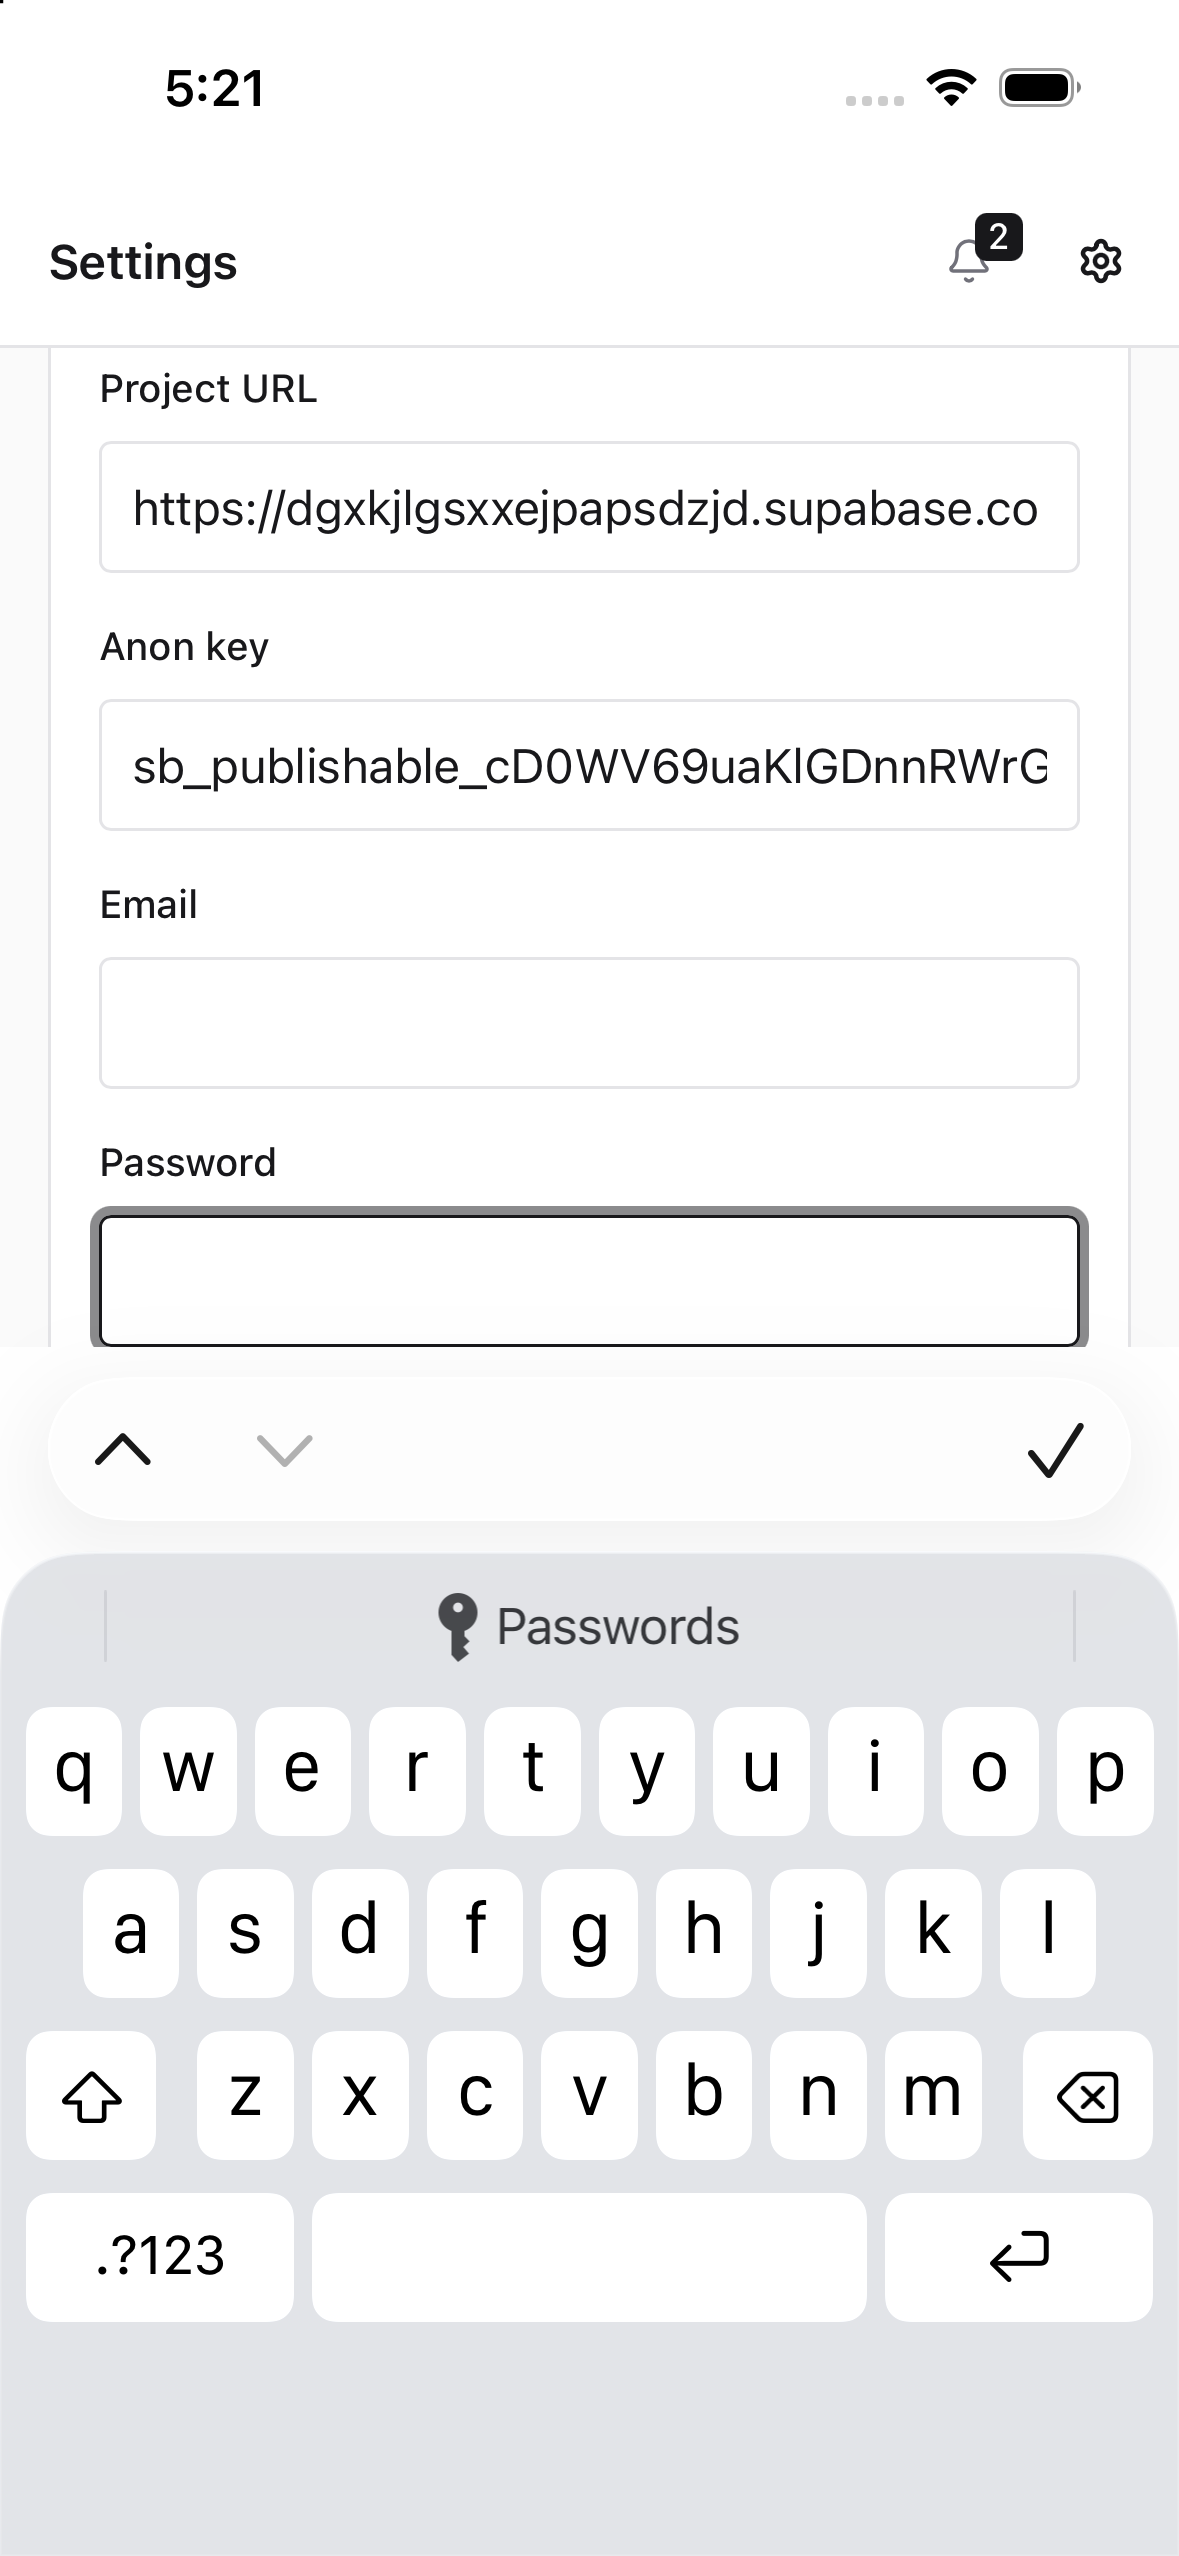 5:21
Settings
2
Project URL
https://dgxkjlgsxxejpapsdzjd.supabase.co
Anon key
sb_publishable_cD0WV69uaKlGDnnRWrG
Email
Password
Passwords
q w e r t y u i o p
a s d f g h j k l
z x c v b n m
.?123